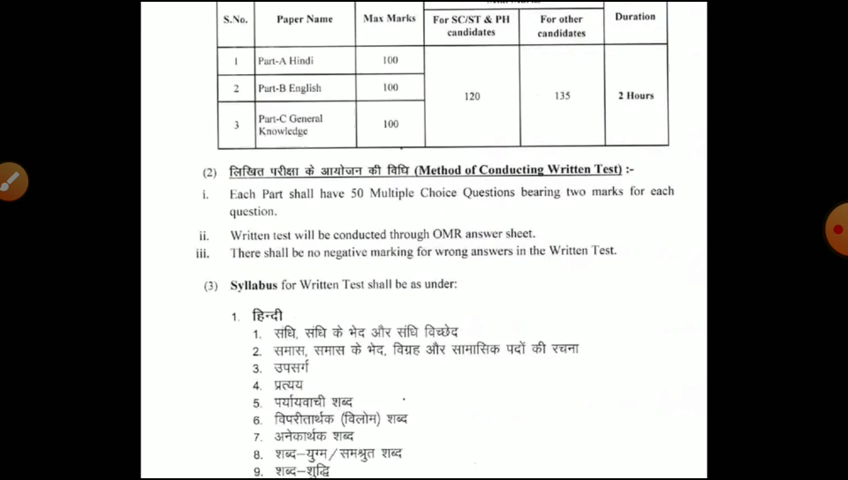 S.No. Paper Name Max Marks For SC/ST & PH candidates For other candidates Duration
1 Part-A Hindi 100
2 Part-B English 100 120 135 2 Hours
3 Part-C General Knowledge 100
(2) लिखित परीक्षा के आयोजन की विधि (Method of Conducting Written Test) :-
i. Each Part shall have 50 Multiple Choice Questions bearing two marks for each
question.
ii. Written test will be conducted through OMR answer sheet.
iii. There shall be no negative marking for wrong answers in the Written Test.
(3) Syllabus for Written Test shall be as under:
1. हिन्दी
1. संधि, संधि के भेद और संधि विच्छेद
2. समास, समास के भेद, विग्रह और सामासिक पदों की रचना
3. उपसर्ग
4. प्रत्यय
5. पर्यायवाची शब्द
6. विपरीतार्थक (विलोम) शब्द
7. अनेकार्थक शब्द
8. शब्द–युग्म/समश्रुत शब्द
9. शब्द–शुद्धि